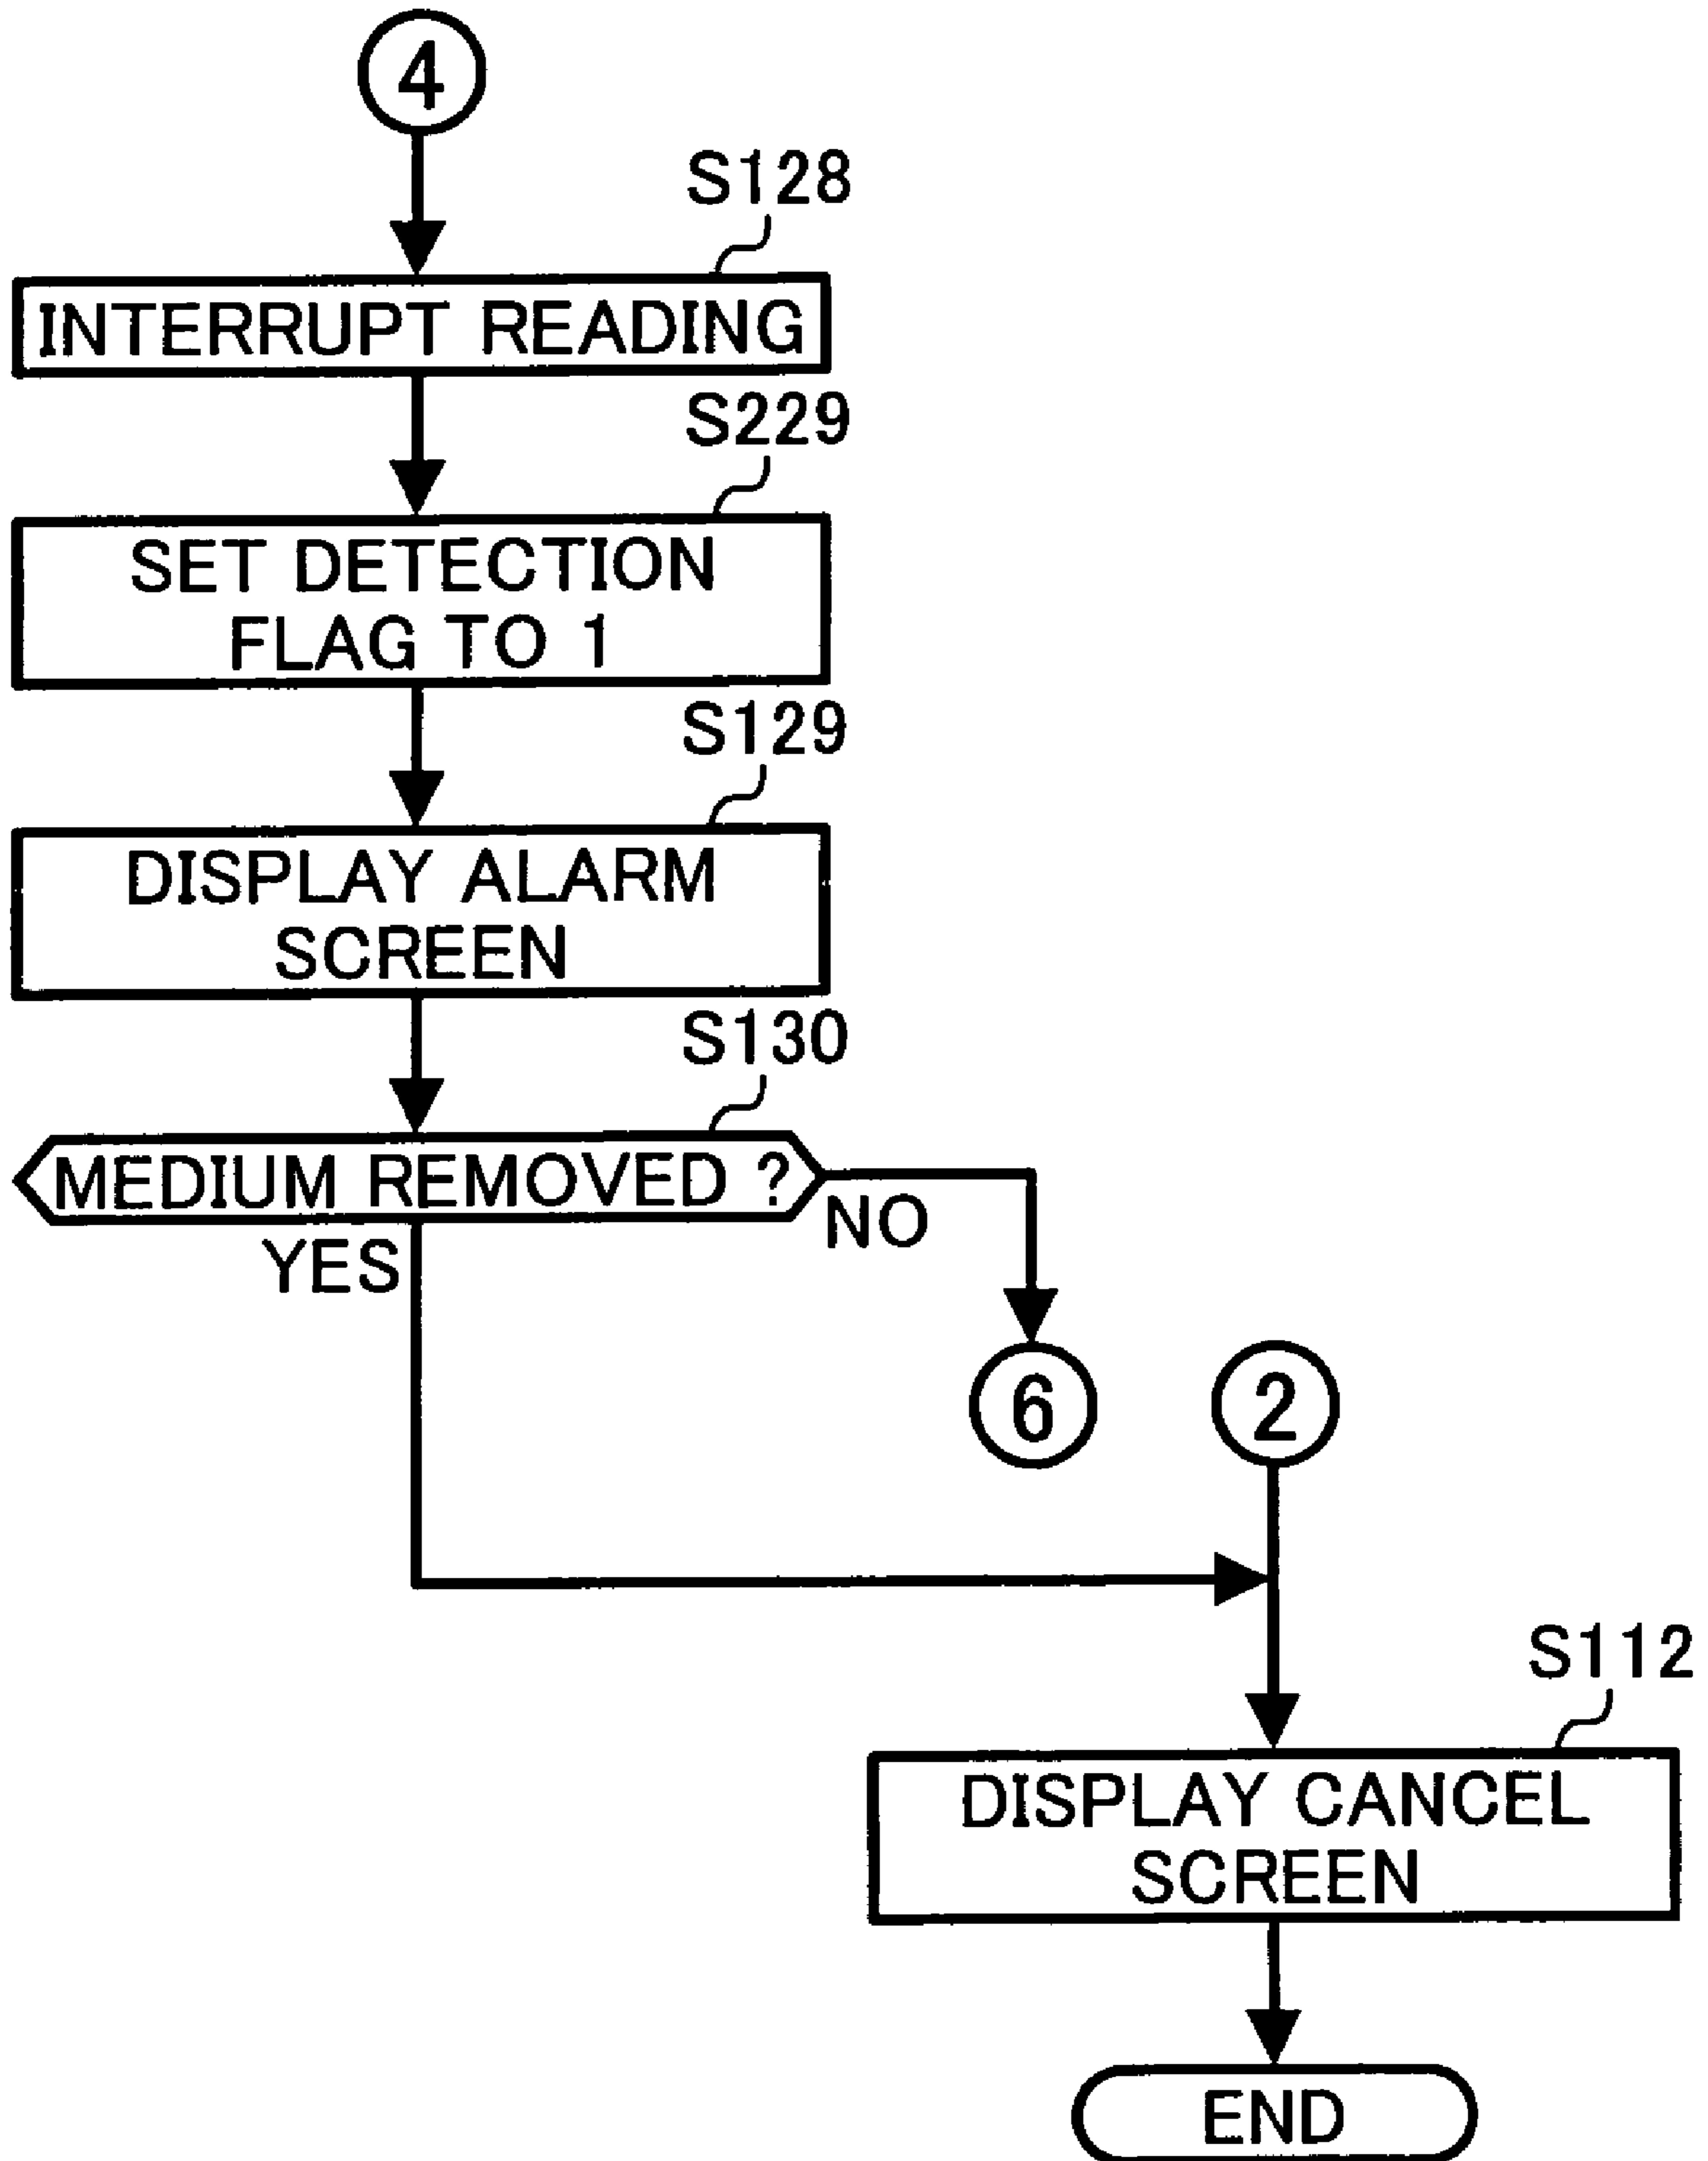 4
S128
INTERRUPT READING
S229
SET DETECTION
FLAG TO 1
S129
DISPLAY ALARM
SCREEN
S130
MEDIUM REMOVED ?
NO
YES
6
2
S112
DISPLAY CANCEL
SCREEN
END